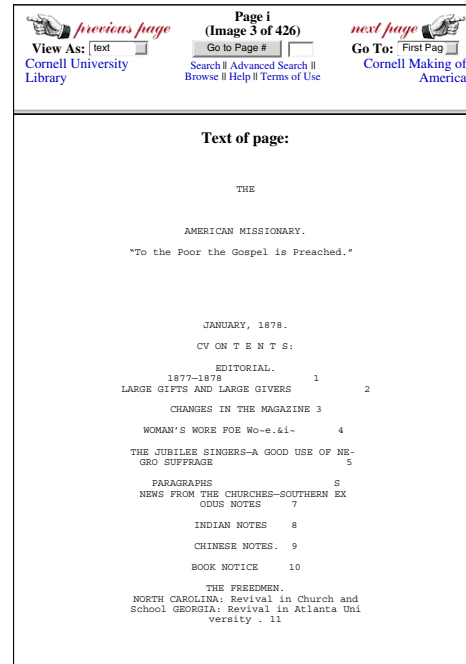 previous page
Page i
(Image 3 of 426)
next page
View As: text
Go to Page #
Go To: First Pag
Cornell University
Library
Search || Advanced Search ||
Browse || Help || Terms of Use
Cornell Making of
America
Text of page:
THE
AMERICAN MISSIONARY.
“To the Poor the Gospel is Preached.”
JANUARY, 1878.
CV ON T E N T S:
EDITORIAL.
1877—1878 1
LARGE GIFTS AND LARGE GIVERS 2
CHANGES IN THE MAGAZINE 3
WOMAN'S WORE FOE Wo~e.&i~ 4
THE JUBILEE SINGERS—A GOOD USE OF NE-
GRO SUFFRAGE 5
PARAGRAPHS S
NEWS FROM THE CHURCHES—SOUTHERN EX
ODUS NOTES 7
INDIAN NOTES 8
CHINESE NOTES. 9
BOOK NOTICE 10
THE FREEDMEN.
NORTH CAROLINA: Revival in Church and
School GEORGIA: Revival in Atlanta Uni
versity . 11